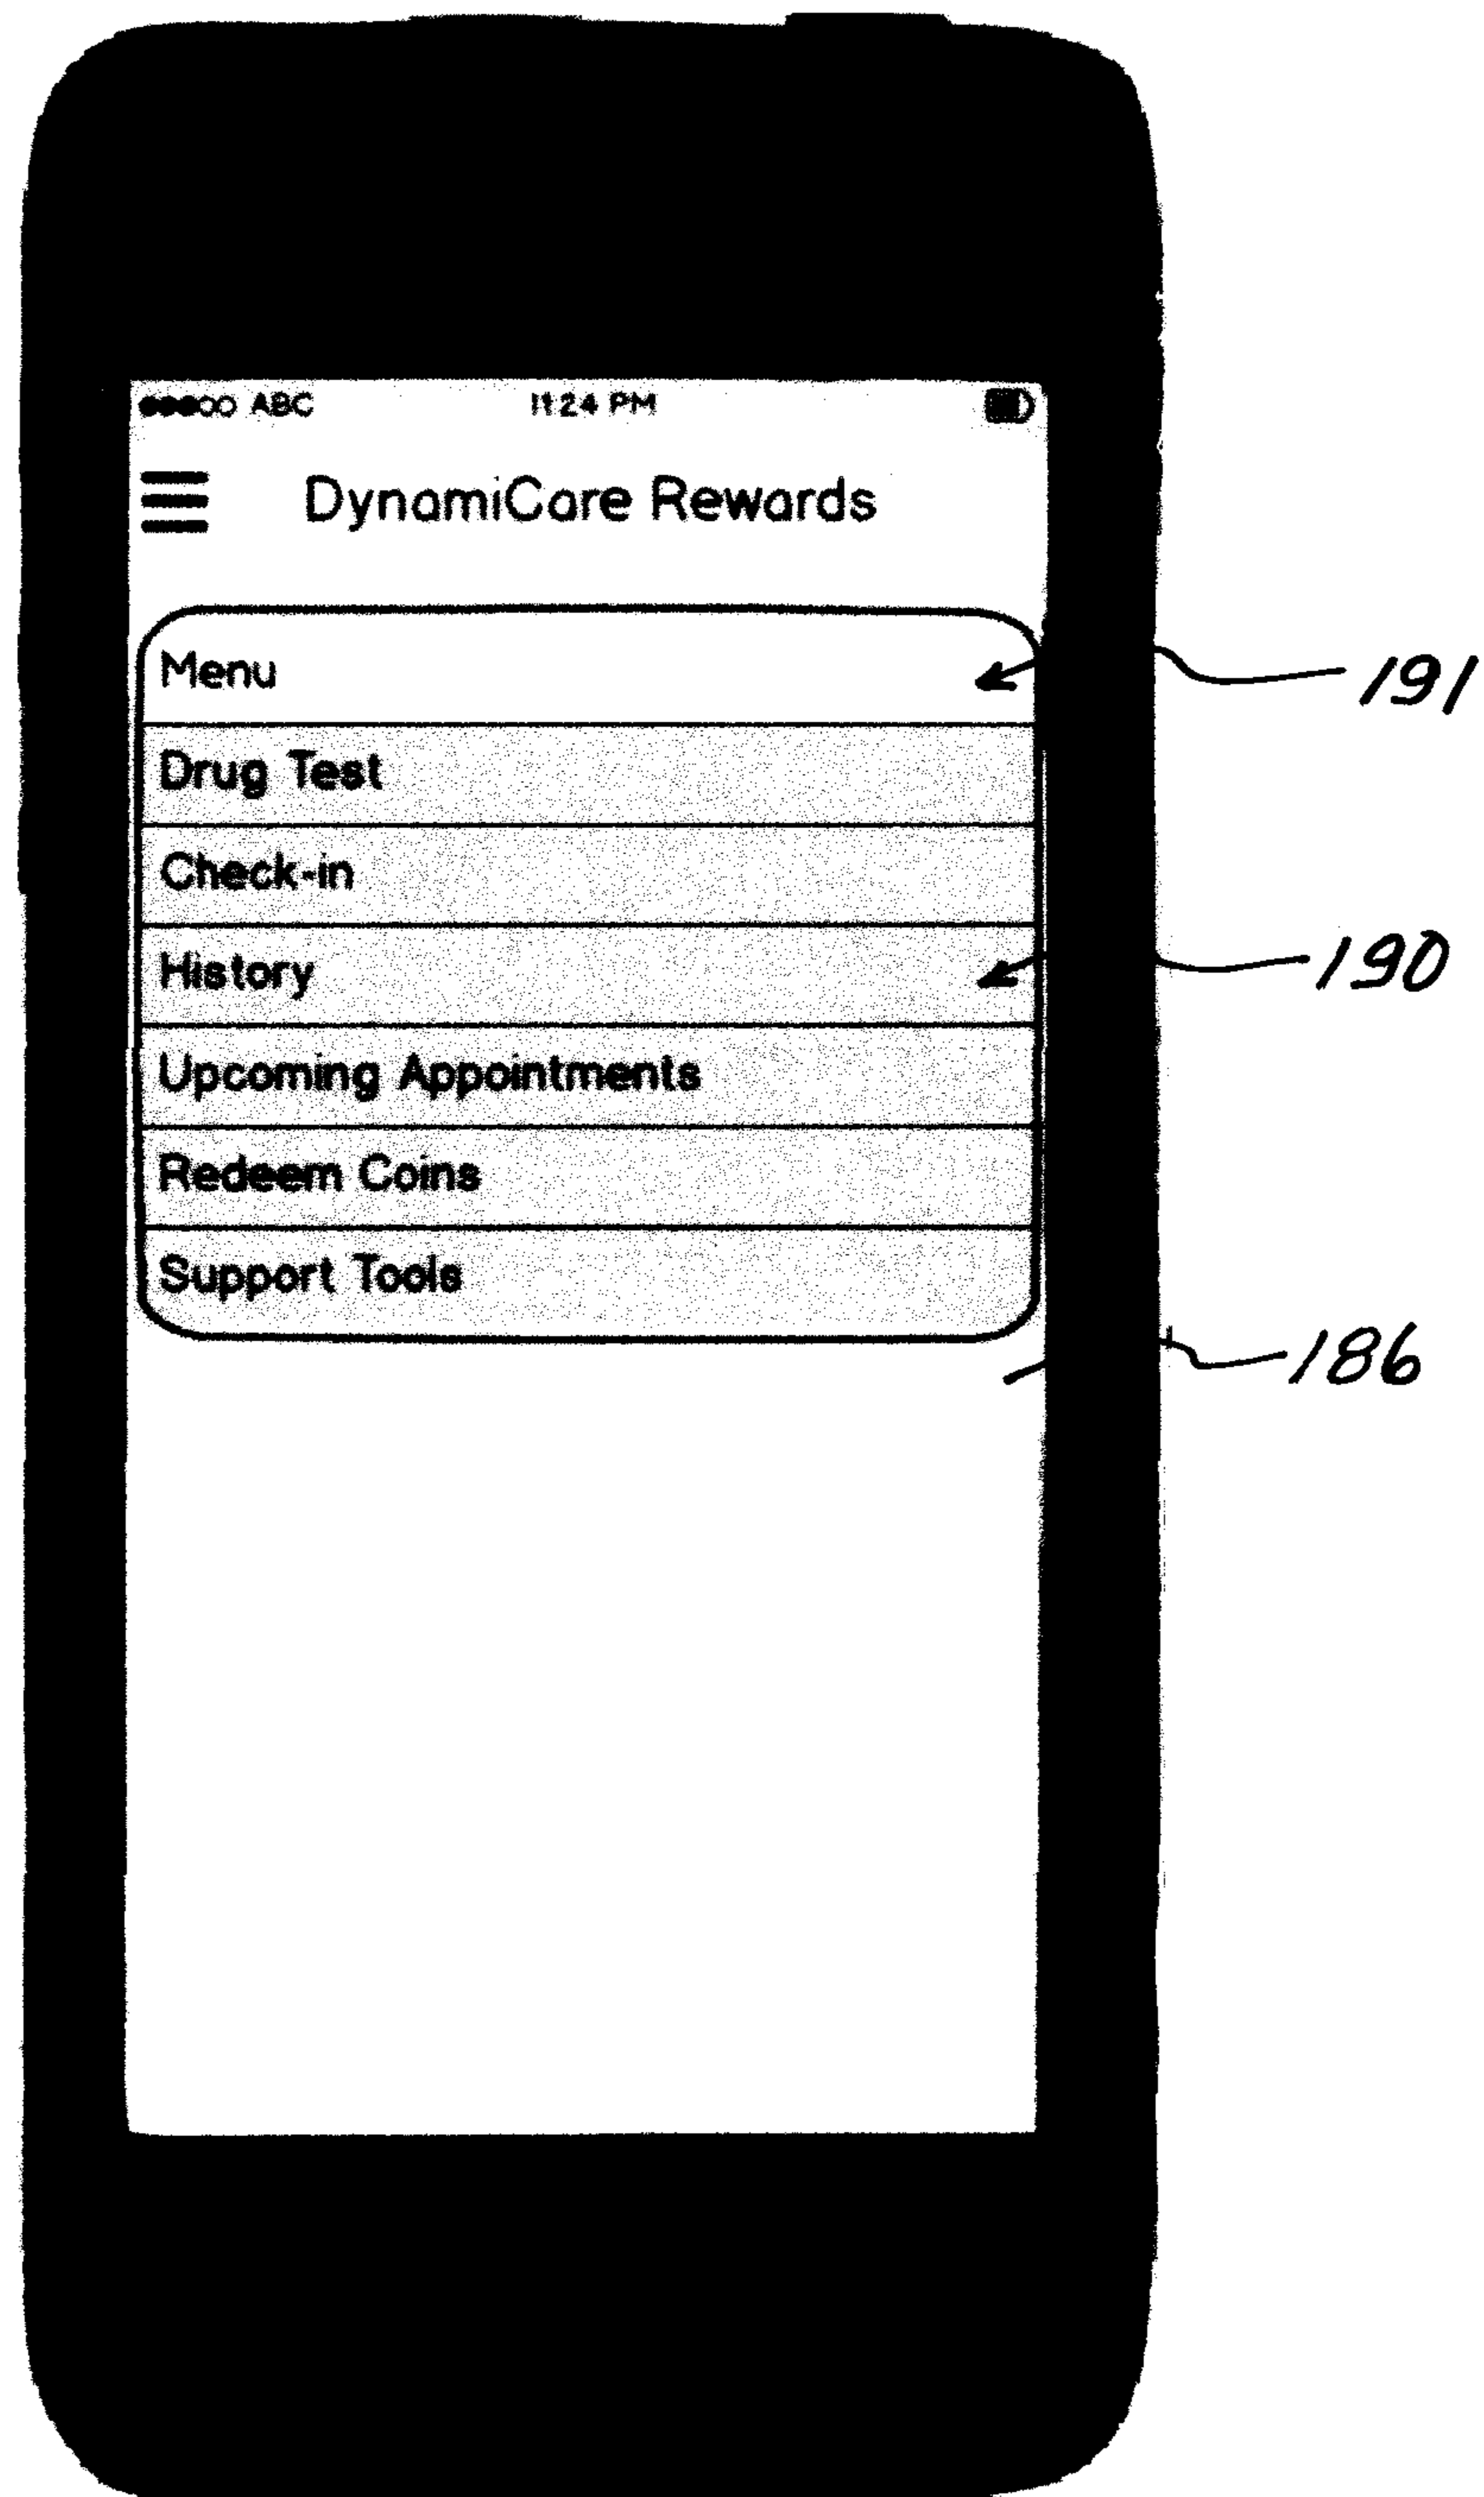 ABC 11:24 PM
DynamiCare Rewards
Menu
191
Drug Test
Check-in
History
190
Upcoming Appointments
Redeem Coins
Support Tools
186